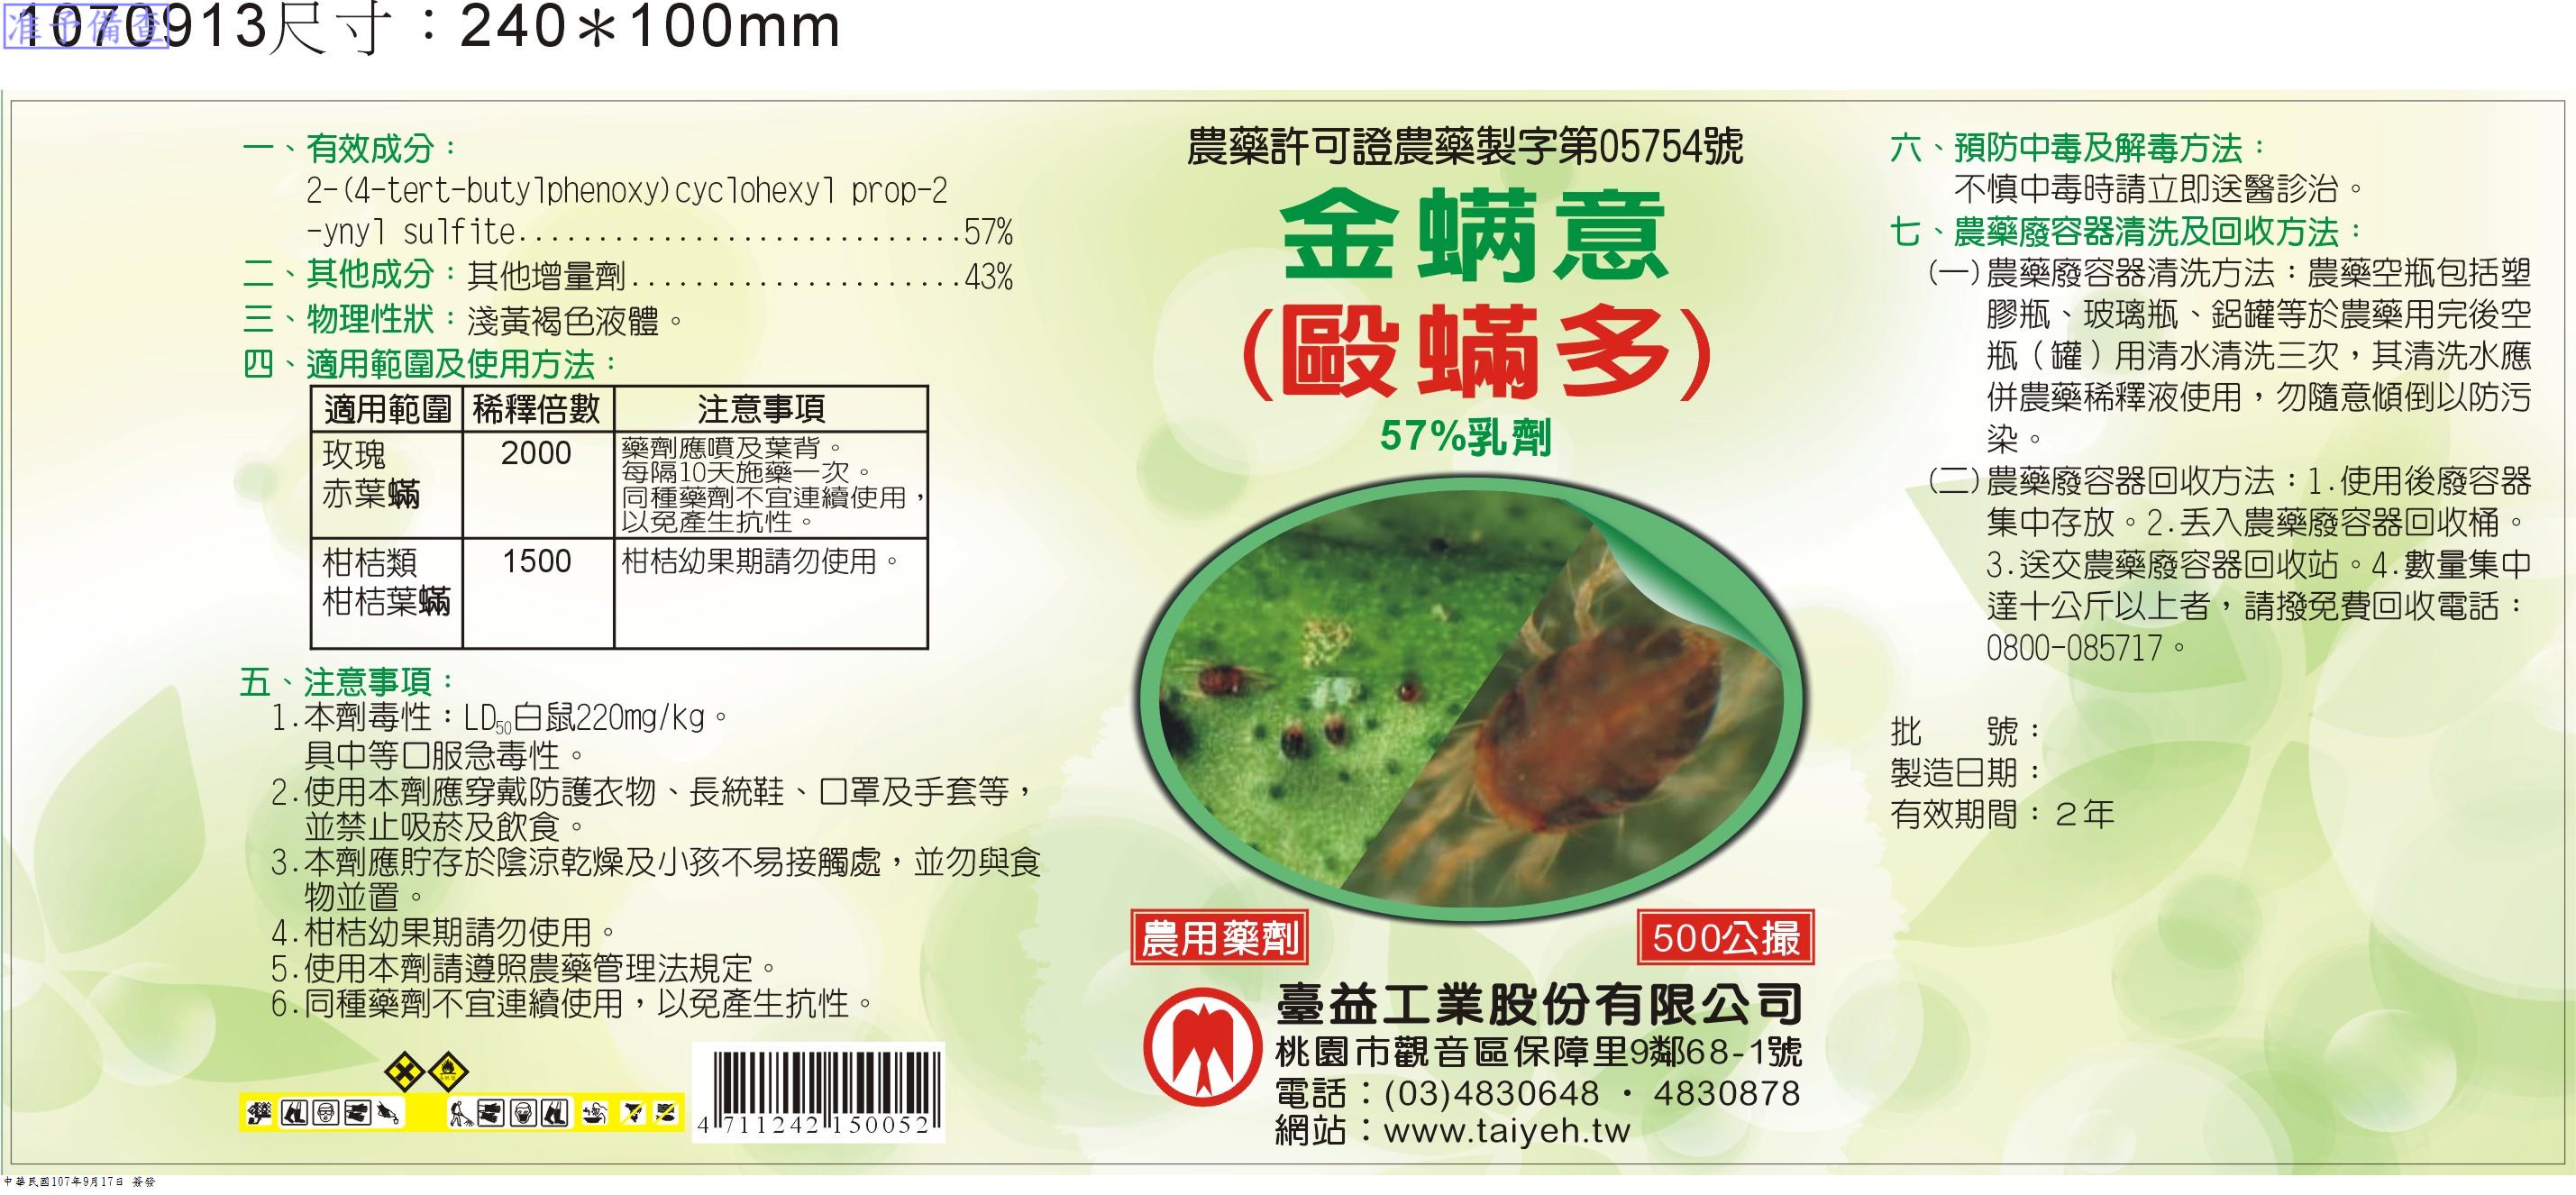 1070913尺寸：240＊100mm
准予備查
一、有效成分：
2-(4-tert-butylphenoxy)cyclohexyl prop-2
-ynyl sulfite............................57%
二、其他成分：其他增量劑.....................43%
三、物理性狀：淺黃褐色液體。
四、適用範圍及使用方法：
適用範圍 稀釋倍數 注意事項
玫瑰 2000 藥劑應噴及葉背。
赤葉蟎 每隔10天施藥一次。
同種藥劑不宜連續使用，
以免產生抗性。
柑桔類 1500 柑桔幼果期請勿使用。
柑桔葉蟎
五、注意事項：
1.本劑毒性：LD50白鼠220mg/kg。
具中等口服急毒性。
2.使用本劑應穿戴防護衣物、長統鞋、口罩及手套等，
並禁止吸菸及飲食。
3.本劑應貯存於陰涼乾燥及小孩不易接觸處，並勿與食
物並置。
4.柑桔幼果期請勿使用。
5.使用本劑請遵照農藥管理法規定。
6.同種藥劑不宜連續使用，以免產生抗性。
4 711242 150052
農藥許可證農藥製字第05754號
金螨意
(毆蟎多)
57%乳劑
農用藥劑
500公撮
臺益工業股份有限公司
桃園市觀音區保障里9鄰68-1號
電話：(03)4830648 · 4830878
網站：www.taiyeh.tw
六、預防中毒及解毒方法：
不慎中毒時請立即送醫診治。
七、農藥廢容器清洗及回收方法：
(一)農藥廢容器清洗方法：農藥空瓶包括塑
膠瓶、玻璃瓶、鋁罐等於農藥用完後空
瓶（罐）用清水清洗三次，其清洗水應
併農藥稀釋液使用，勿隨意傾倒以防污
染。
(二)農藥廢容器回收方法：1.使用後廢容器
集中存放。2.丟入農藥廢容器回收桶。
3.送交農藥廢容器回收站。4.數量集中
達十公斤以上者，請撥免費回收電話：
0800-085717。
批　　號：
製造日期：
有效期間：２年
中華民國107年9月17日 簽發